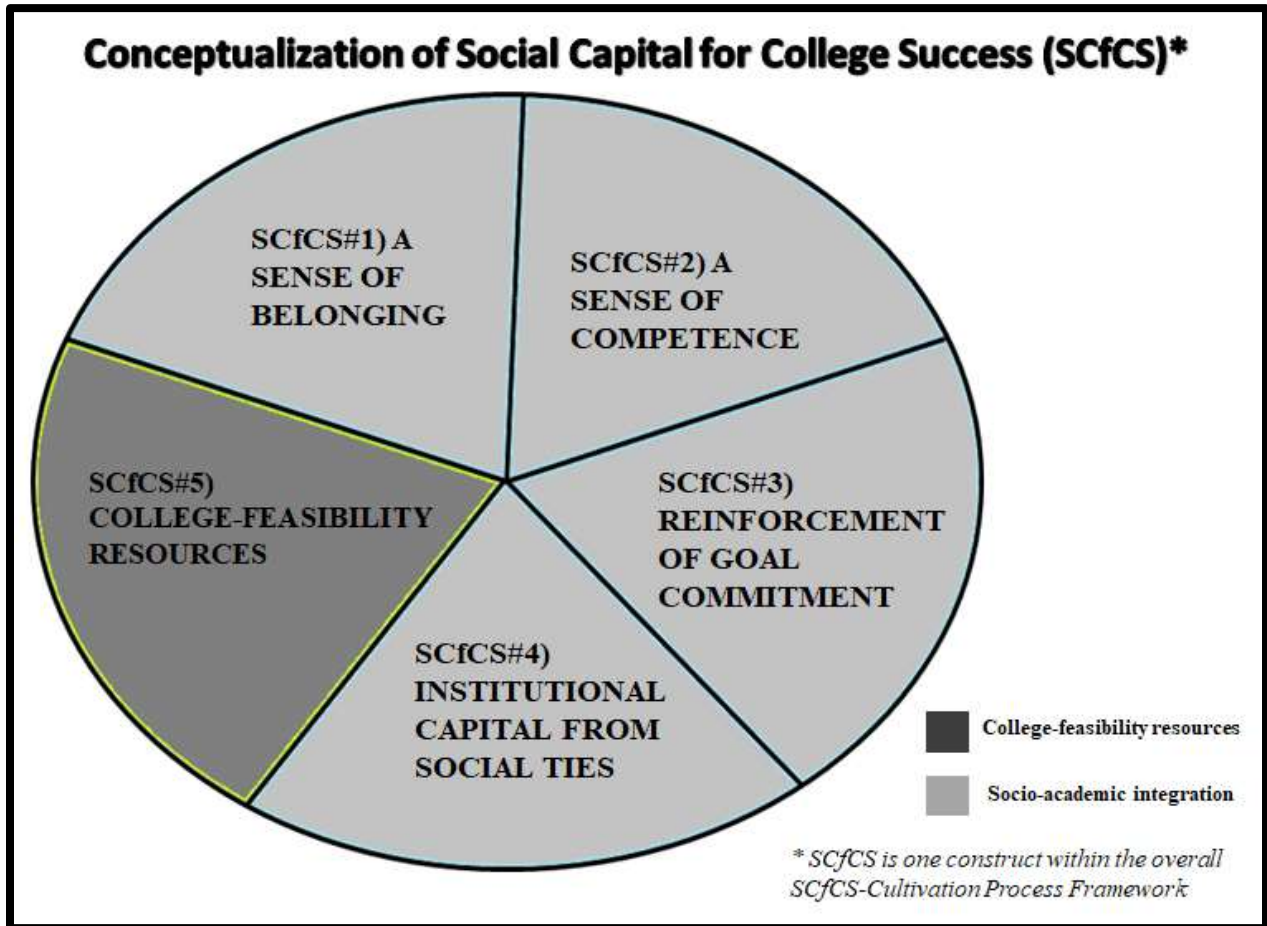 Conceptualization of Social Capital for College Success (SCfCS)*
SCfCS#1) A
SENSE OF
BELONGING
SCfCS#2) A
SENSE OF
COMPETENCE
SCfCS#3)
REINFORCEMENT
OF GOAL
COMMITMENT
SCfCS#4)
INSTITUTIONAL
CAPITAL FROM
SOCIAL TIES
SCfCS#5)
COLLEGE-FEASIBILITY
RESOURCES
College-feasibility resources
Socio-academic integration
* SCfCS is one construct within the overall
SCfCS-Cultivation Process Framework